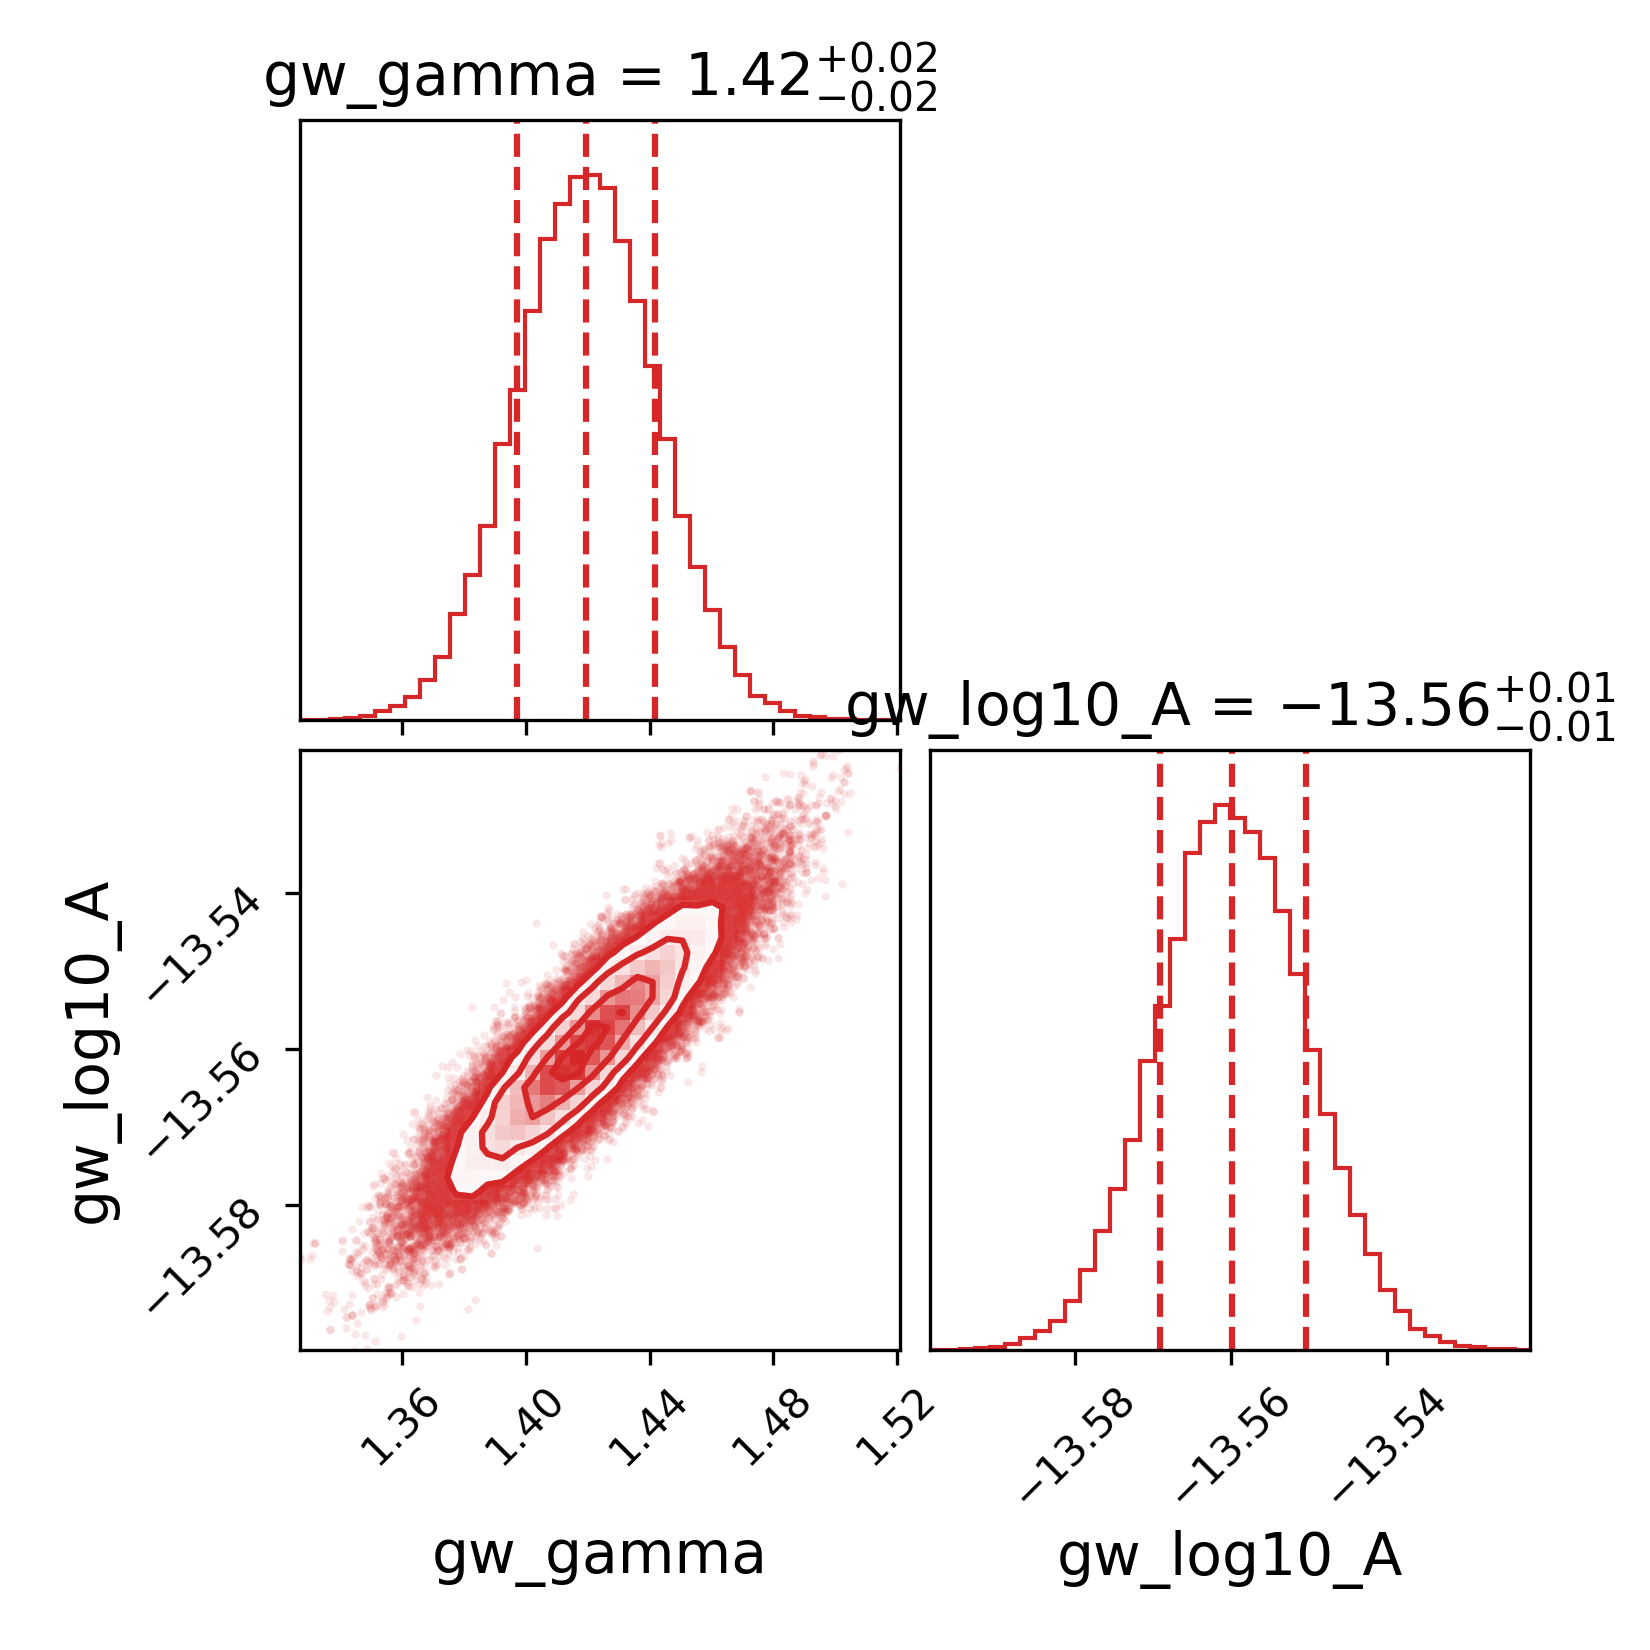 gw_gamma = 1.42+0.02−0.02
gw_log10_A = −13.56+0.01−0.01
gw_log10_A
−13.54
−13.56
−13.58
1.36
1.40
1.44
1.48
1.52
−13.58
−13.56
−13.54
gw_gamma
gw_log10_A